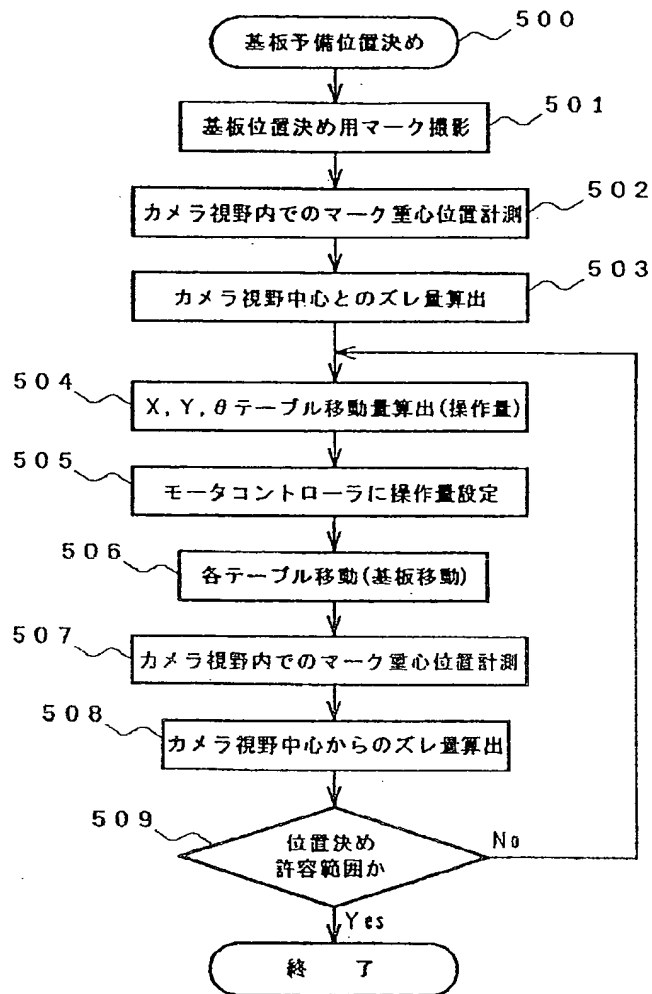 基板予備位置決め
500
基板位置決め用マーク撮影
501
カメラ視野内でのマーク重心位置計測
502
カメラ視野中心とのズレ量算出
503
504
X, Y, θテーブル移動量算出(操作量)
505
モータコントローラに操作量設定
506
各テーブル移動(基板移動)
507
カメラ視野内でのマーク重心位置計測
508
カメラ視野中心からのズレ量算出
509
位置決め
許容範囲か
No
Yes
終 了